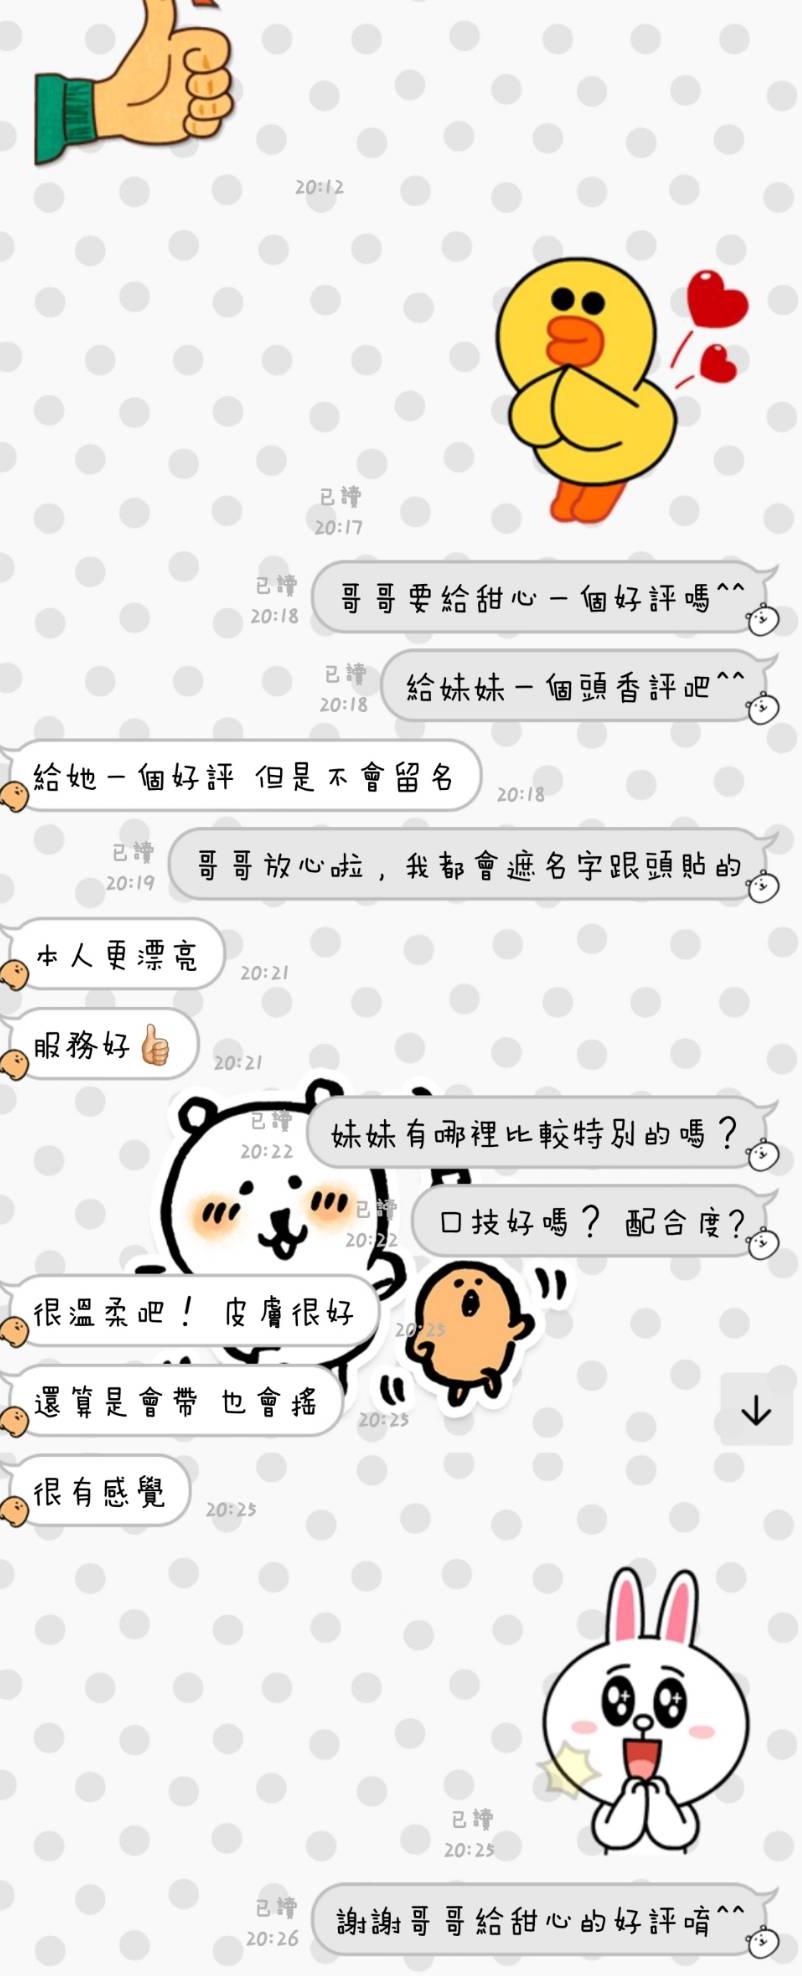 20:12
已讀
20:17
已讀
20:18
哥哥要給甜心一個好評嗎^^
已讀
20:18
給妹妹一個頭香評吧^^
給她一個好評 但是不會留名
20:18
已讀
20:19
哥哥放心啦，我都會遮名字跟頭貼的
本人更漂亮
20:21
服務好👍🏼
20:21
已讀
20:22
妹妹有哪裡比較特別的嗎？
已讀
20:22
口技好嗎？ 配合度？
很溫柔吧！ 皮膚很好
20:25
還算是會帶 也會搖
20:25
很有感覺
20:25
已讀
20:25
已讀
20:26
謝謝哥哥給甜心的好評唷^^